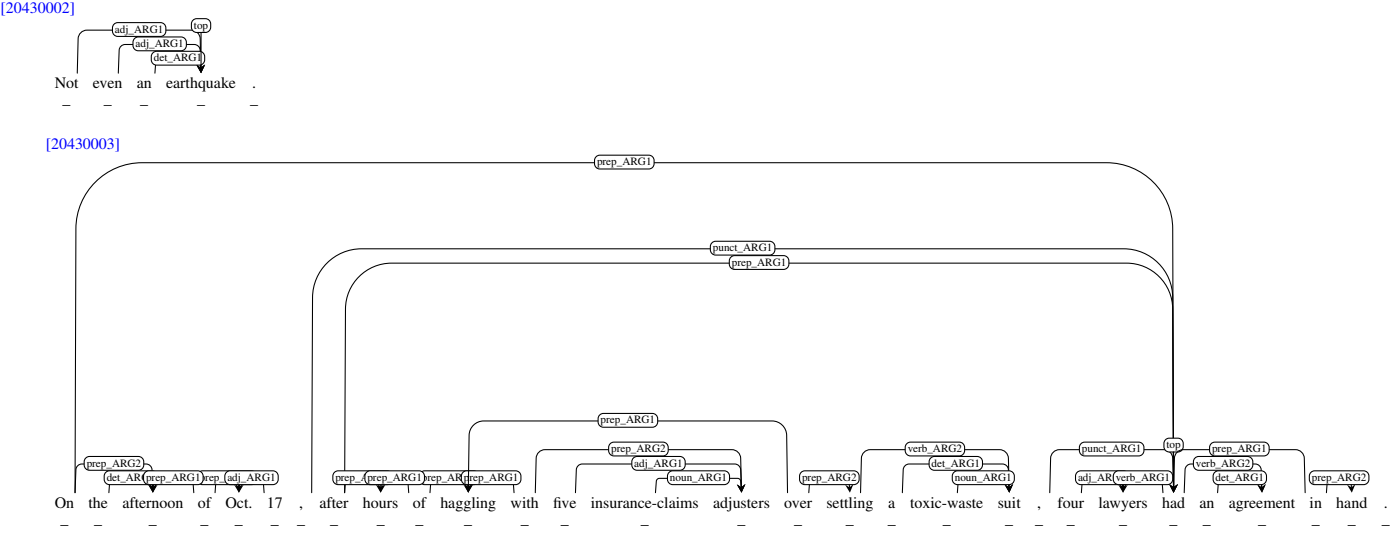 [20430002]
adj_ARG1 top
adj_ARG1
det_ARG1
Not even an earthquake .
_ _ _ _ _
[20430003]
prep_ARG1
punct_ARG1
prep_ARG1
prep_ARG1
prep_ARG2 verb_ARG2 punct_ARG1 top prep_ARG1
prep_ARG2 adj_ARG1 det_ARG1 verb_ARG2
prep_ARG1 adj_ARG1 prep_ARG1 prep_ARG1 noun_ARG1 prep_ARG2 noun_ARG1 verb_ARG1 det_ARG1 prep_ARG2
On the afternoon of Oct. 17 , after hours of haggling with five insurance-claims adjusters over settling a toxic-waste suit , four lawyers had an agreement in hand .
_ _ _ _ _ _ _ _ _ _ _ _ _ _ _ _ _ _ _ _ _ _ _ _ _ _ _ _ _